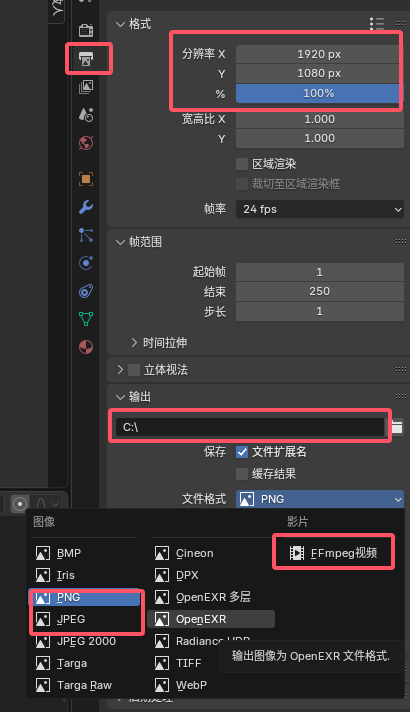 格式
分辨率 X 1920 px
Y 1080 px
% 100%
宽高比 X 1.000
Y 1.000
区域渲染
裁切至区域渲染框
帧率 24 fps
帧范围
起始帧 1
结束 250
步长 1
时间拉伸
立体视法
输出
C:\
保存 文件扩展名
缓存结果
文件格式 PNG
图像 影片
BMP Cineon FFmpeg视频
Iris DPX
PNG OpenEXR 多层
JPEG OpenEXR
JPEG 2000 Radiance HDR
输出图像为 OpenEXR 文件格式.
Targa TIFF
Targa Raw WebP